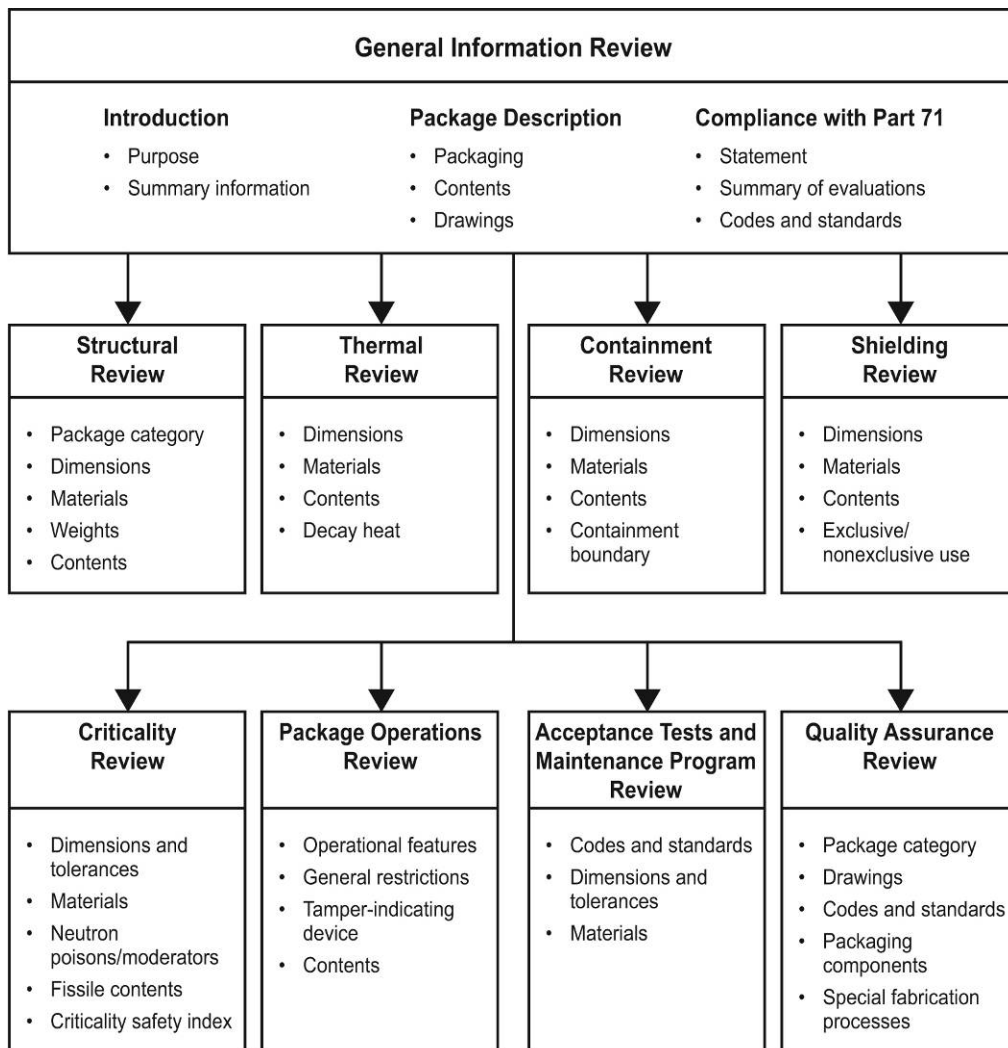 General Information Review
Introduction
• Purpose
• Summary information
Package Description
• Packaging
• Contents
• Drawings
Compliance with Part 71
• Statement
• Summary of evaluations
• Codes and standards
Structural
Review
• Package category
• Dimensions
• Materials
• Weights
• Contents
Thermal
Review
• Dimensions
• Materials
• Contents
• Decay heat
Containment
Review
• Dimensions
• Materials
• Contents
• Containment
boundary
Shielding
Review
• Dimensions
• Materials
• Contents
• Exclusive/
nonexclusive use
Criticality
Review
• Dimensions and
tolerances
• Materials
• Neutron
poisons/moderators
• Fissile contents
• Criticality safety index
Package Operations
Review
• Operational features
• General restrictions
• Tamper-indicating
device
• Contents
Acceptance Tests and
Maintenance Program
Review
• Codes and standards
• Dimensions and
tolerances
• Materials
Quality Assurance
Review
• Package category
• Drawings
• Codes and standards
• Packaging
components
• Special fabrication
processes